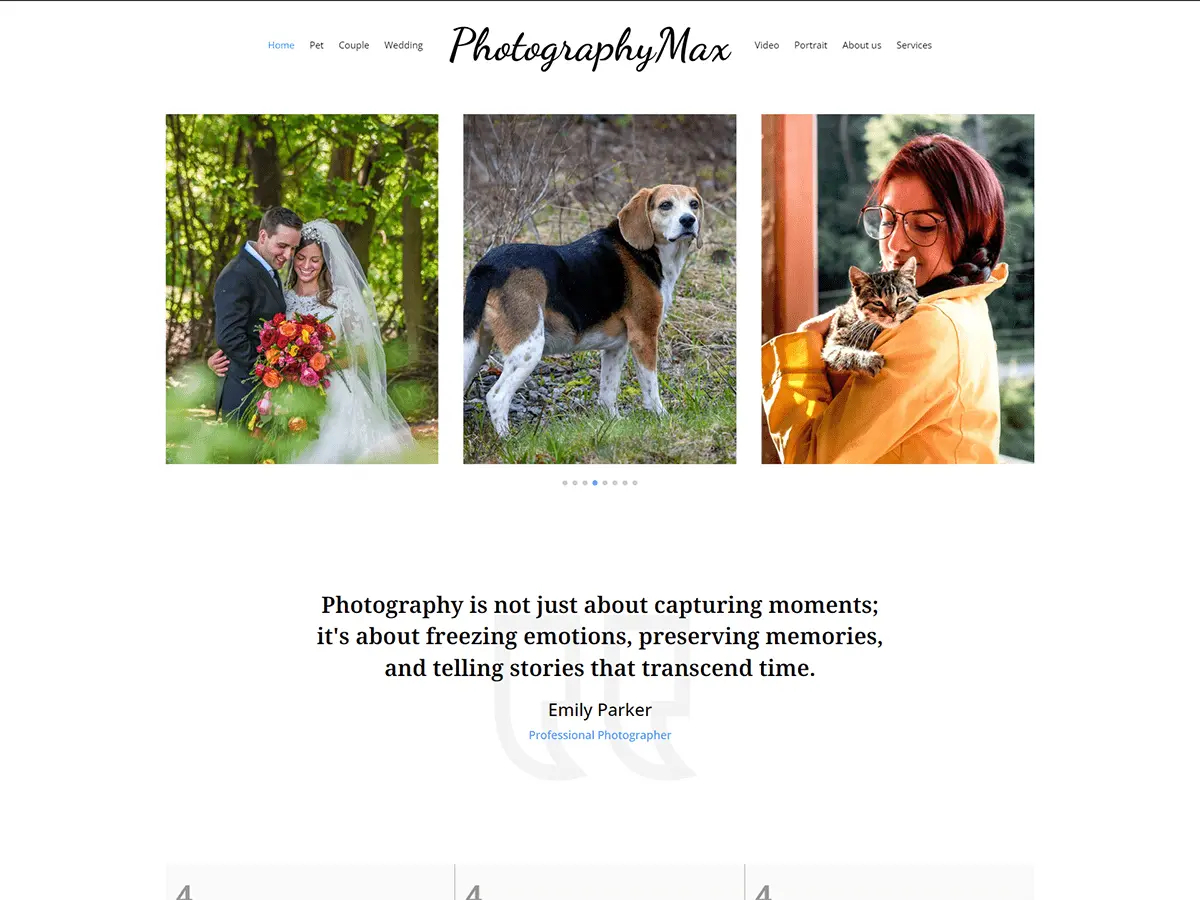 Home Pet Couple Wedding PhotographyMax Video Portrait About us Services
Photography is not just about capturing moments;
it's about freezing emotions, preserving memories,
and telling stories that transcend time.
Emily Parker
Professional Photographer
4 4 4